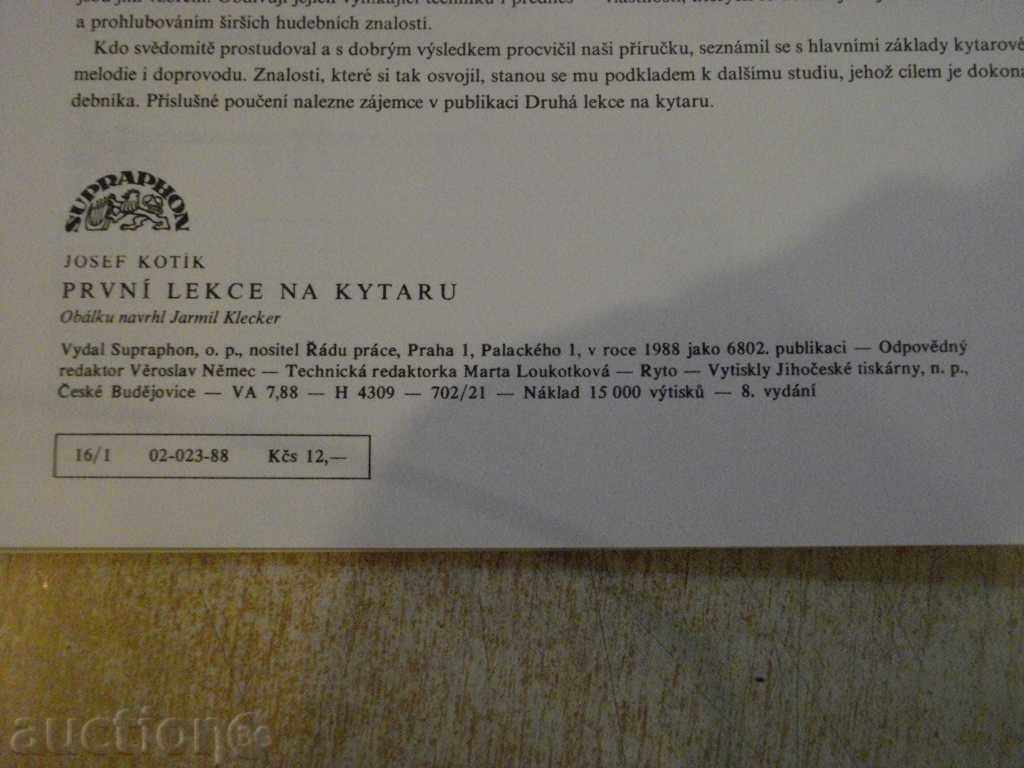 a prohlubováním širších hudebních znalostí.
Kdo svědomitě prostudoval a s dobrým výsledkem procvičil naši příručku, seznámil se s hlavními základy kytarové
melodie i doprovodu. Znalosti, které si tak osvojil, stanou se mu podkladem k dalšímu studiu, jehož cílem je dokona
debníka. Příslušné poučení nalezne zájemce v publikaci Druhá lekce na kytaru.
SUPRAPHON
JOSEF KOTÍK
PRVNÍ LEKCE NA KYTARU
Obálku navrhl Jarmil Klecker
Vydal Supraphon, o. p., nositel Řádu práce, Praha 1, Palackého 1, v roce 1988 jako 6802. publikaci — Odpovědný
redaktor Věroslav Němec — Technická redaktorka Marta Loukotková — Ryto — Vytiskly Jihočeské tiskárny, n. p.,
České Budějovice — VA 7,88 — H 4309 — 702/21 — Náklad 15 000 výtisků — 8. vydání
16/1 02-023-88 Kčs 12,—
auction